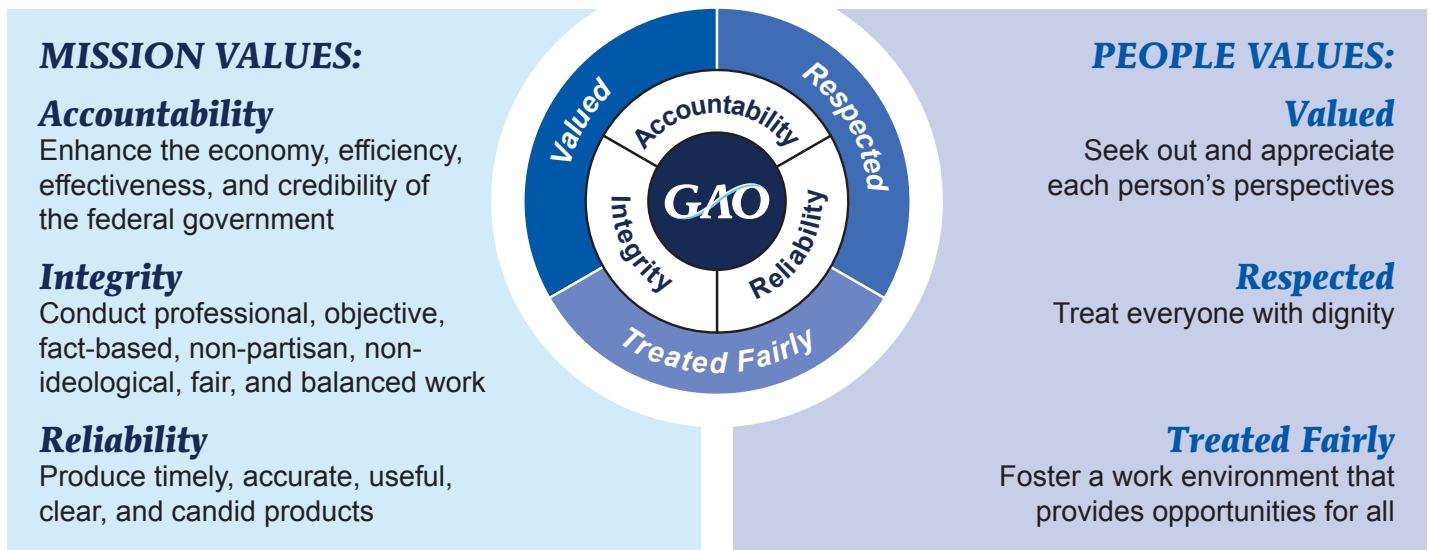 MISSION VALUES:
Accountability
Enhance the economy, efficiency,
effectiveness, and credibility of
the federal government
Integrity
Conduct professional, objective,
fact-based, non-partisan, non-
ideological, fair, and balanced work
Reliability
Produce timely, accurate, useful,
clear, and candid products
Valued
Respected
Treated Fairly
Accountability
Integrity
Reliability
GAO
PEOPLE VALUES:
Valued
Seek out and appreciate
each person’s perspectives
Respected
Treat everyone with dignity
Treated Fairly
Foster a work environment that
provides opportunities for all